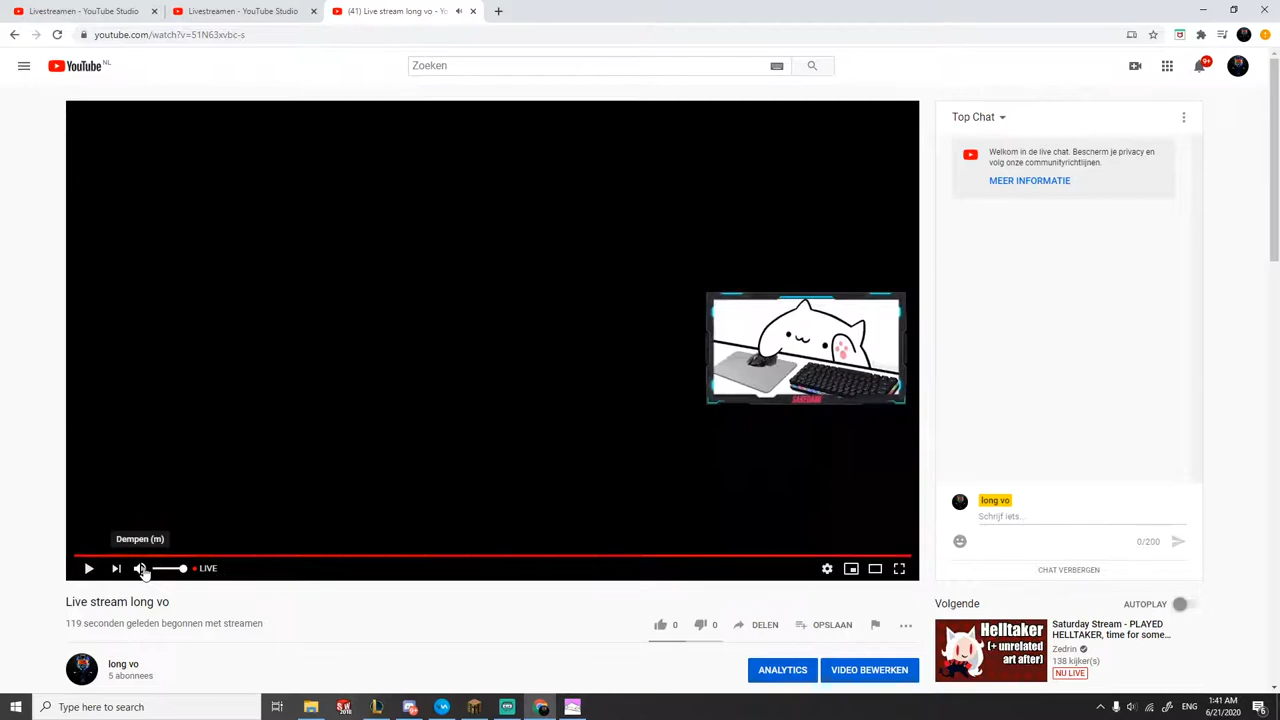 Livestreamen - YouTube Studio
Livestreamen - YouTube Studio
(41) Live stream long vo - Yo
youtube.com/watch?v=51N63xvbc-s
YouTube NL
Zoeken
9+
Top Chat
Welkom in de live chat. Bescherm je privacy en
volg onze communityrichtlijnen.
MEER INFORMATIE
long vo
Schrijf iets...
0/200
CHAT VERBERGEN
Dempen (m)
LIVE
Live stream long vo
119 seconden geleden begonnen met streamen
0
0
DELEN
OPSLAAN
long vo
5 abonnees
ANALYTICS
VIDEO BEWERKEN
Volgende
AUTOPLAY
Helltaker
(+ unrelated
art after)
Saturday Stream - PLAYED
HELLTAKER, time for some...
Zedrin
138 kijker(s)
NU LIVE
Type here to search
ENG
1:41 AM
6/21/2020